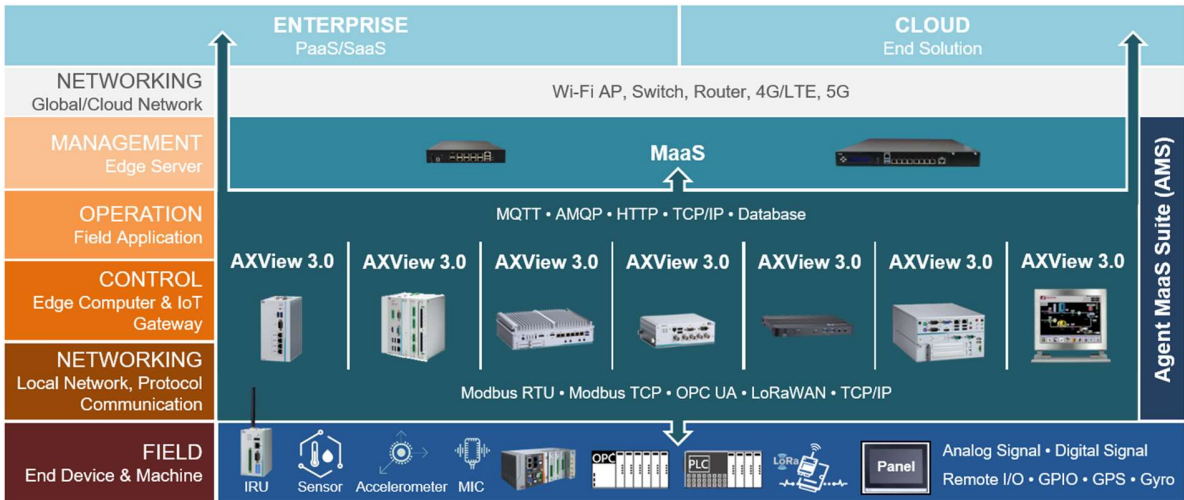 ENTERPRISE
PaaS/SaaS
CLOUD
End Solution
NETWORKING
Global/Cloud Network
Wi-Fi AP, Switch, Router, 4G/LTE, 5G
MANAGEMENT
Edge Server
MaaS
Agent MaaS Suite (AMS)
OPERATION
Field Application
MQTT • AMQP • HTTP • TCP/IP • Database
AXView 3.0
AXView 3.0
AXView 3.0
AXView 3.0
AXView 3.0
AXView 3.0
AXView 3.0
CONTROL
Edge Computer & IoT
Gateway
NETWORKING
Local Network, Protocol
Communication
Modbus RTU • Modbus TCP • OPC UA • LoRaWAN • TCP/IP
FIELD
End Device & Machine
IRU
Sensor
Accelerometer
MIC
OPC
PLC
LoRa
Panel
Analog Signal • Digital Signal
Remote I/O • GPIO • GPS • Gyro